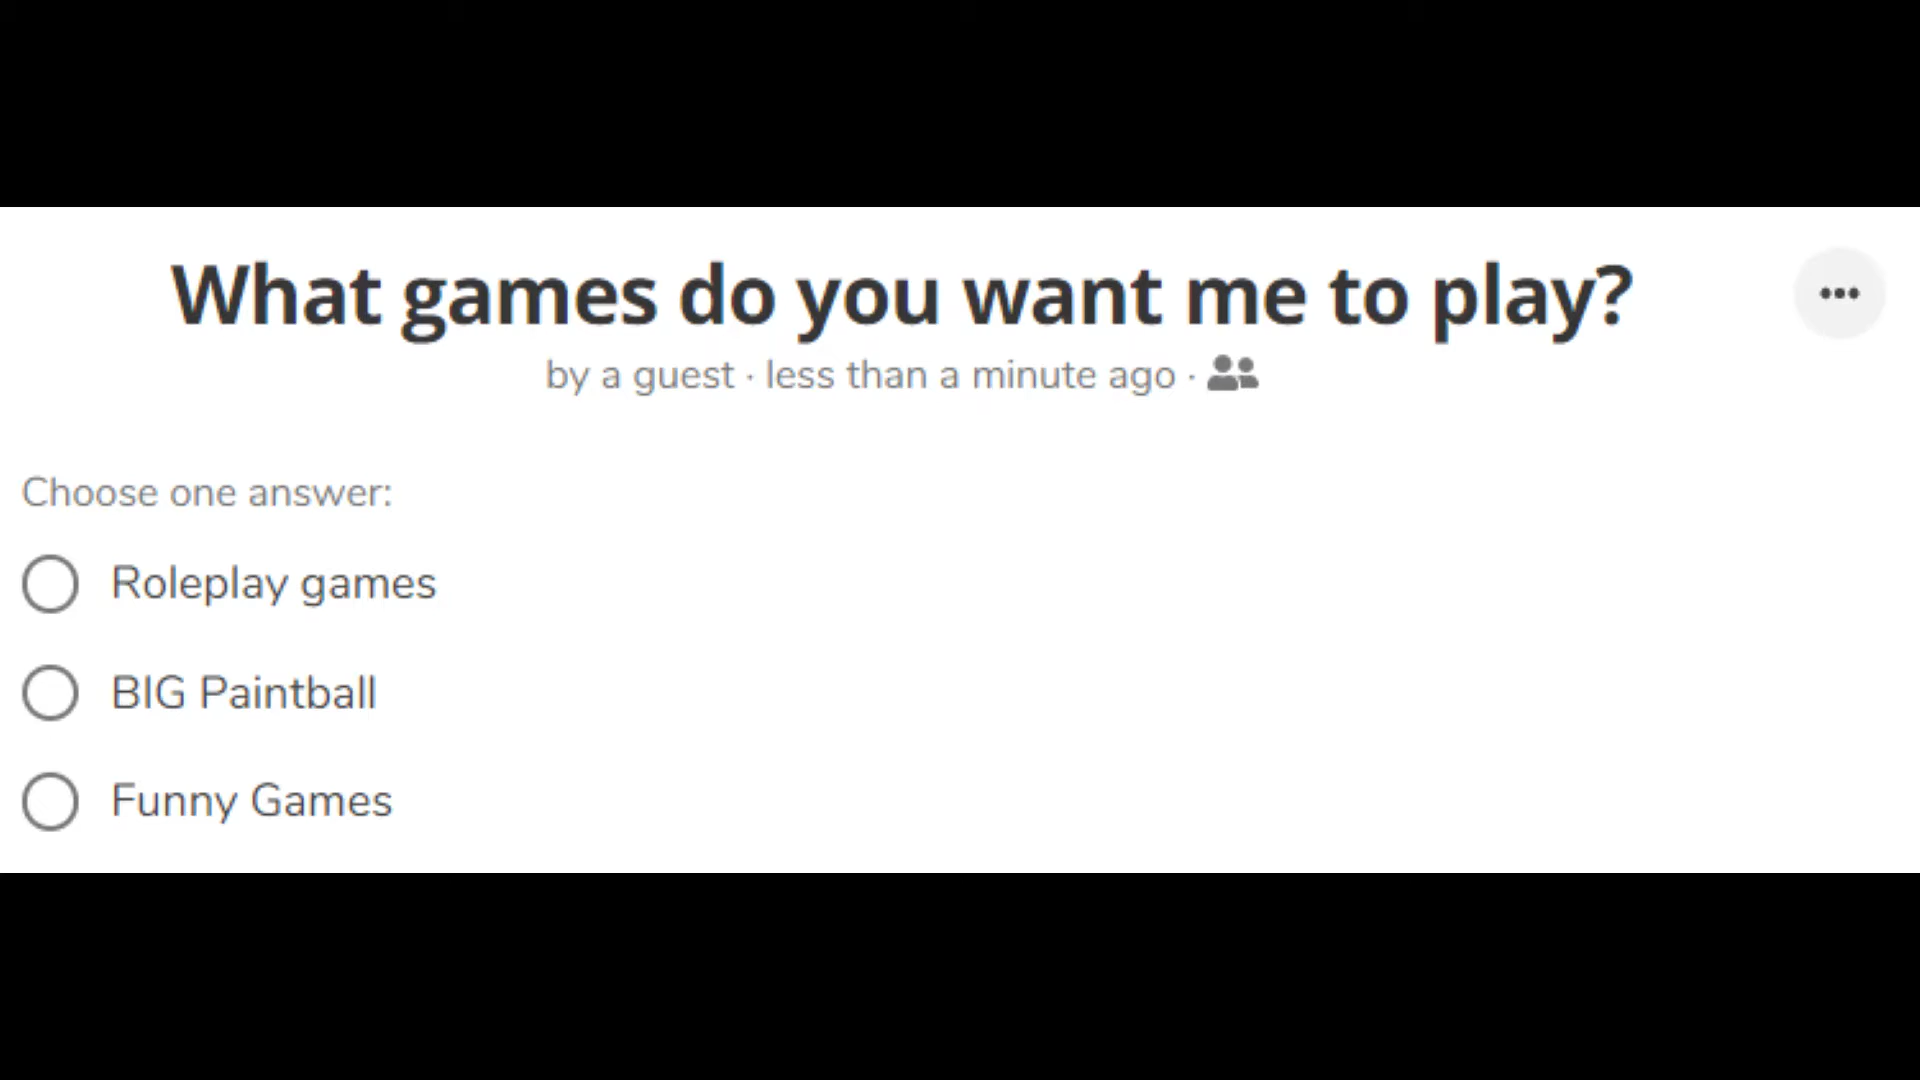 What games do you want me to play?
by a guest · less than a minute ago ·
Choose one answer:
Roleplay games
BIG Paintball
Funny Games